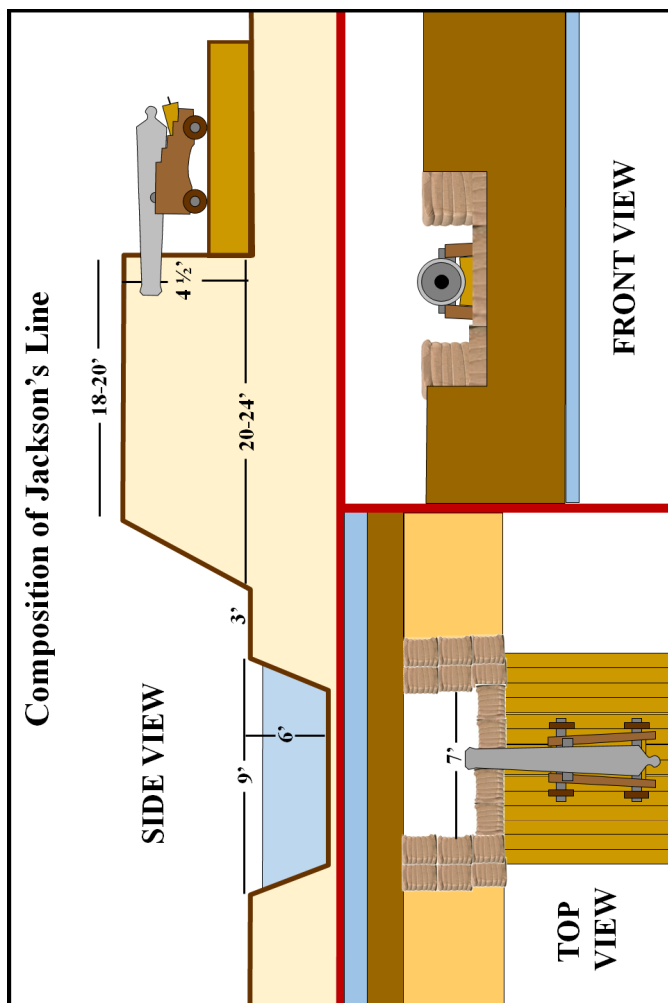 Composition of Jackson's Line
SIDE VIEW
9'
6'
3'
18-20'
20-24'
4 ½'
TOP
VIEW
7'
FRONT VIEW